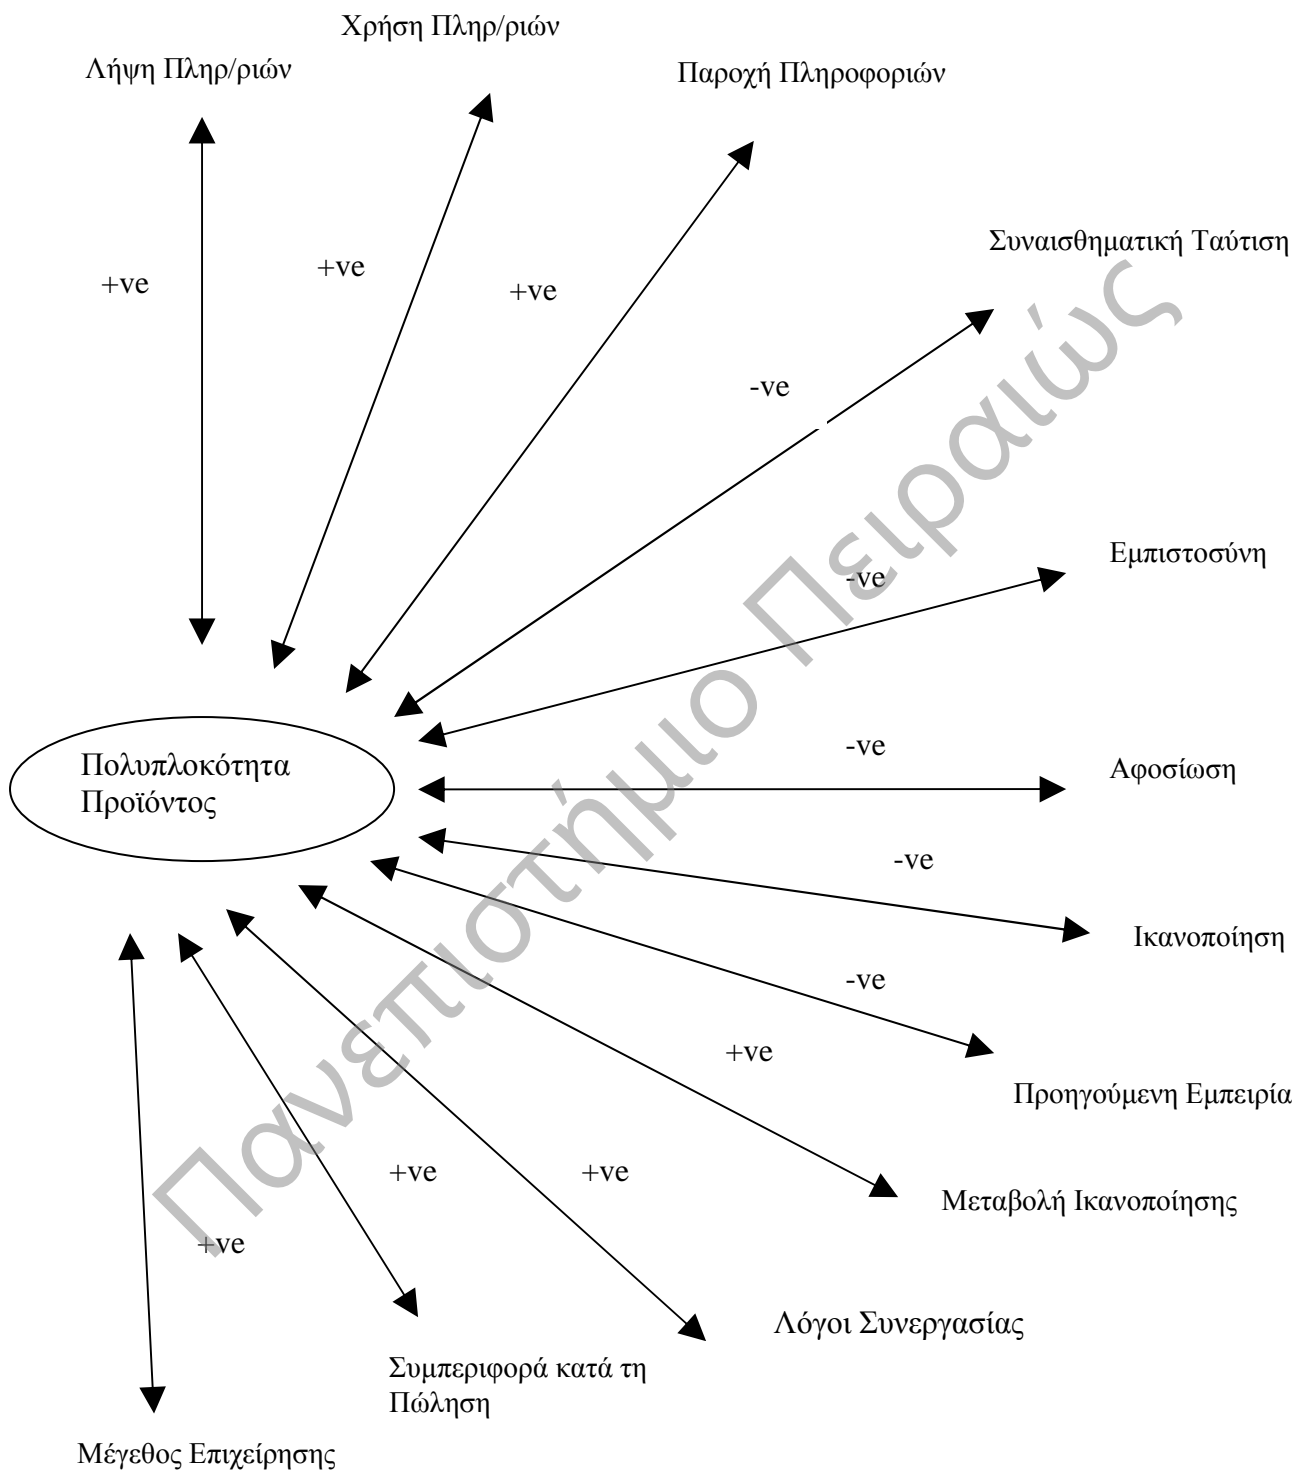 Χρήση Πληρ/ριών
Λήψη Πληρ/ριών
Παροχή Πληροφοριών
Συναισθηματική Ταύτιση
+ve
+ve
+ve
-ve
Εμπιστοσύνη
-ve
-ve
Αφοσίωση
Πολυπλοκότητα
Προϊόντος
-ve
Ικανοποίηση
-ve
+ve
Προηγούμενη Εμπειρία
+ve
+ve
Μεταβολή Ικανοποίησης
+ve
Λόγοι Συνεργασίας
Συμπεριφορά κατά τη
Πώληση
Μέγεθος Επιχείρησης
Πανεπιστήμιο Πειραιώς